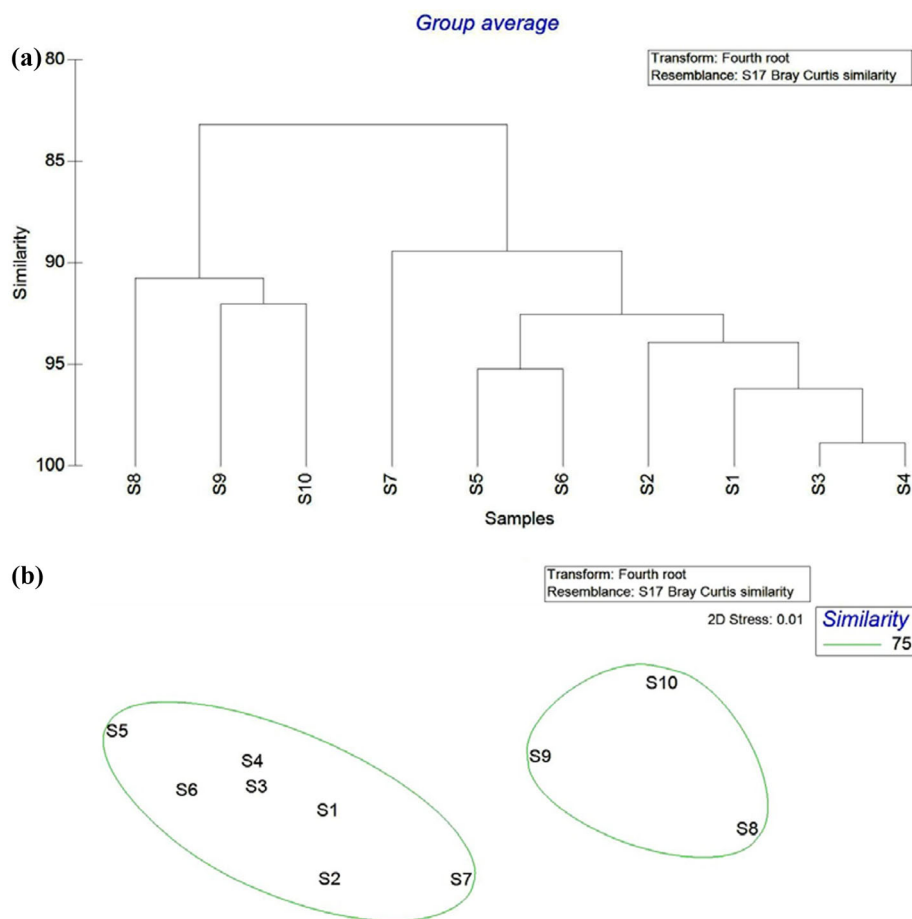 Group average
(a)
Transform: Fourth root
Resemblance: S17 Bray Curtis similarity
80
85
90
95
100
Similarity
S8
S9
S10
S7
S5
S6
S2
S1
S3
S4
Samples
(b)
Transform: Fourth root
Resemblance: S17 Bray Curtis similarity
2D Stress: 0.01
Similarity
75
S10
S5
S9
S4
S3
S6
S1
S8
S2
S7